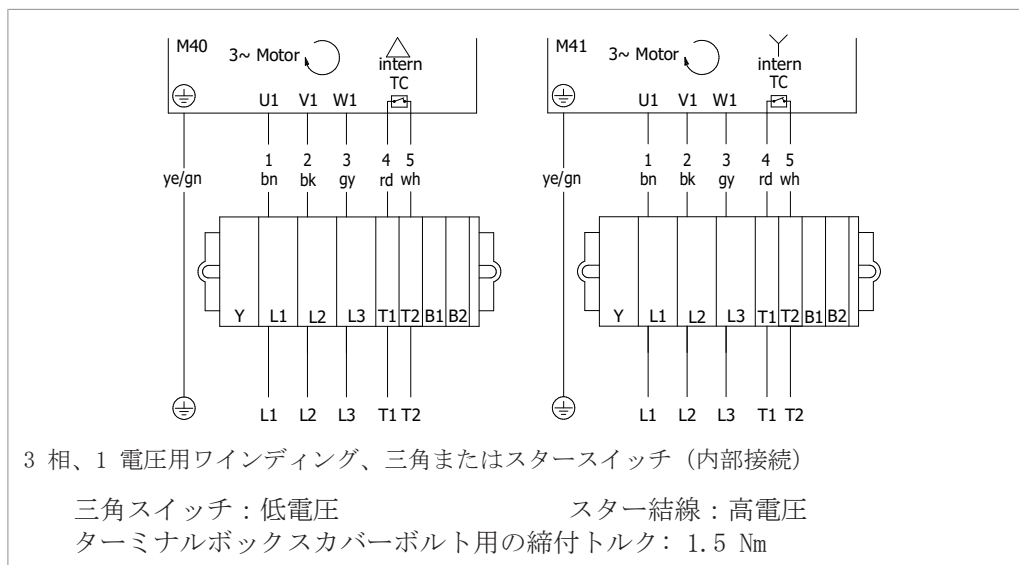 M40
3~ Motor
intern
TC
U1 V1 W1
1 2 3 4 5
ye/gn bn bk gy rd wh
Y L1 L2 L3 T1 T2 B1 B2
L1 L2 L3 T1 T2
M41
3~ Motor
intern
TC
U1 V1 W1
1 2 3 4 5
ye/gn bn bk gy rd wh
Y L1 L2 L3 T1 T2 B1 B2
L1 L2 L3 T1 T2
3 相、1 電圧用ワインディング、三角またはスタースイッチ (内部接続)
三角スイッチ：低電圧 スター結線：高電圧
ターミナルボックスカバーボルト用の締付トルク: 1.5 Nm